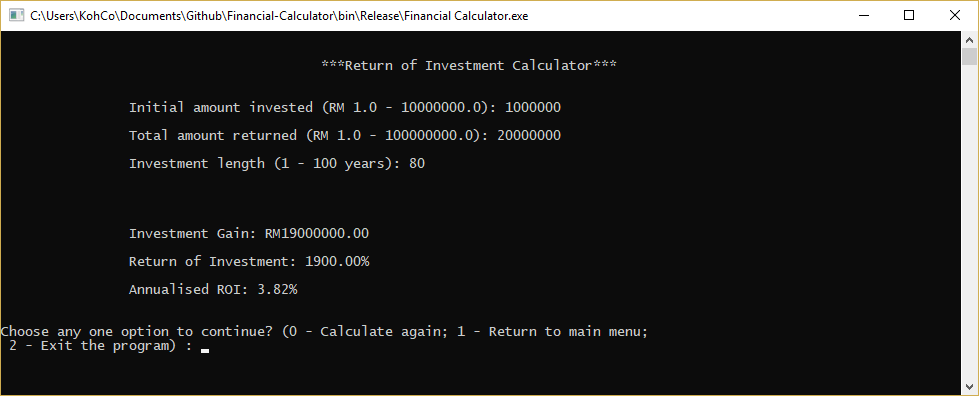 C:\Users\KohCo\Documents\Github\Financial-Calculator\bin\Release\Financial Calculator.exe
***Return of Investment Calculator***
Initial amount invested (RM 1.0 - 10000000.0): 1000000
Total amount returned (RM 1.0 - 100000000.0): 20000000
Investment length (1 - 100 years): 80
Investment Gain: RM19000000.00
Return of Investment: 1900.00%
Annualised ROI: 3.82%
Choose any one option to continue? (0 - Calculate again; 1 - Return to main menu;
2 - Exit the program) :